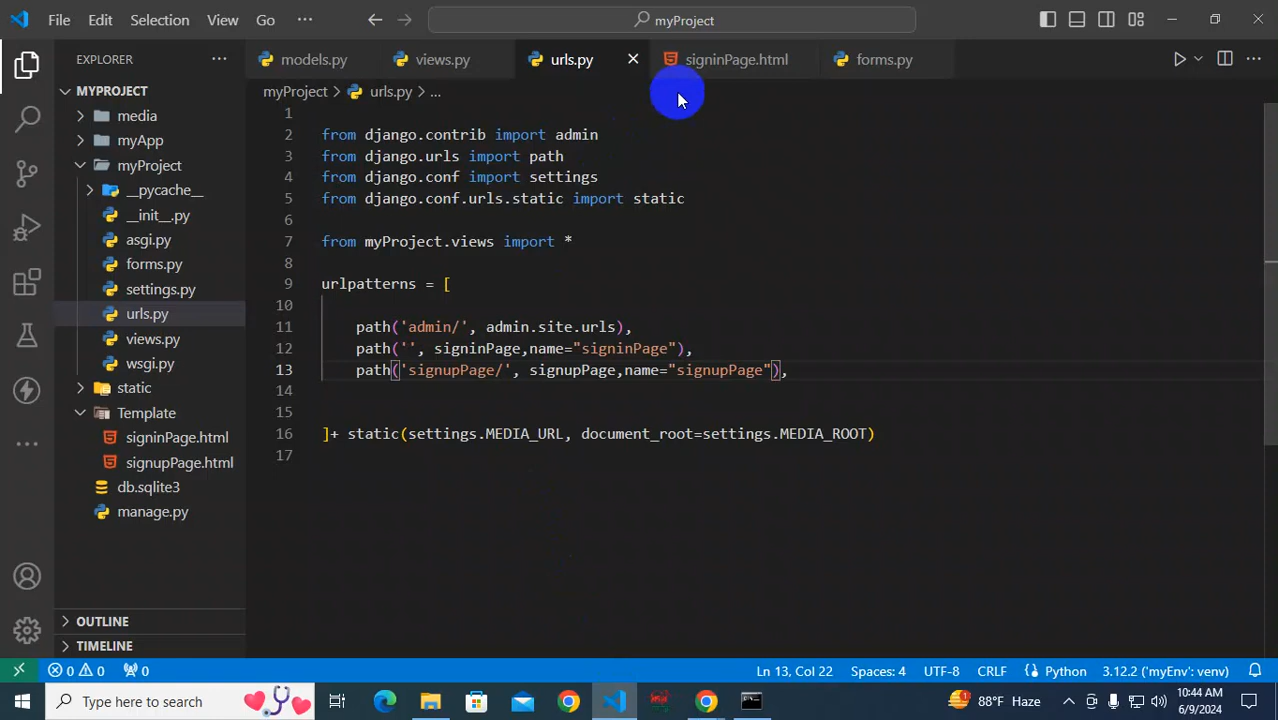 File Edit Selection View Go ··· myProject
EXPLORER ···
models.py views.py urls.py signinPage.html forms.py
MYPROJECT
media
myApp
myProject
__pycache__
__init__.py
asgi.py
forms.py
settings.py
urls.py
views.py
wsgi.py
static
Template
signinPage.html
signupPage.html
db.sqlite3
manage.py
OUTLINE
TIMELINE
myProject > urls.py > ...
1
2 from django.contrib import admin
3 from django.urls import path
4 from django.conf import settings
5 from django.conf.urls.static import static
6
7 from myProject.views import *
8
9 urlpatterns = [
10
11 path('admin/', admin.site.urls),
12 path('', signinPage,name="signinPage"),
13 path('signupPage/', signupPage,name="signupPage"),
14
15
16 ]+ static(settings.MEDIA_URL, document_root=settings.MEDIA_ROOT)
17
0 0 0 Ln 13, Col 22 Spaces: 4 UTF-8 CRLF Python 3.12.2 ('myEnv': venv)
Type here to search 88°F Haze 10:44 AM
6/9/2024